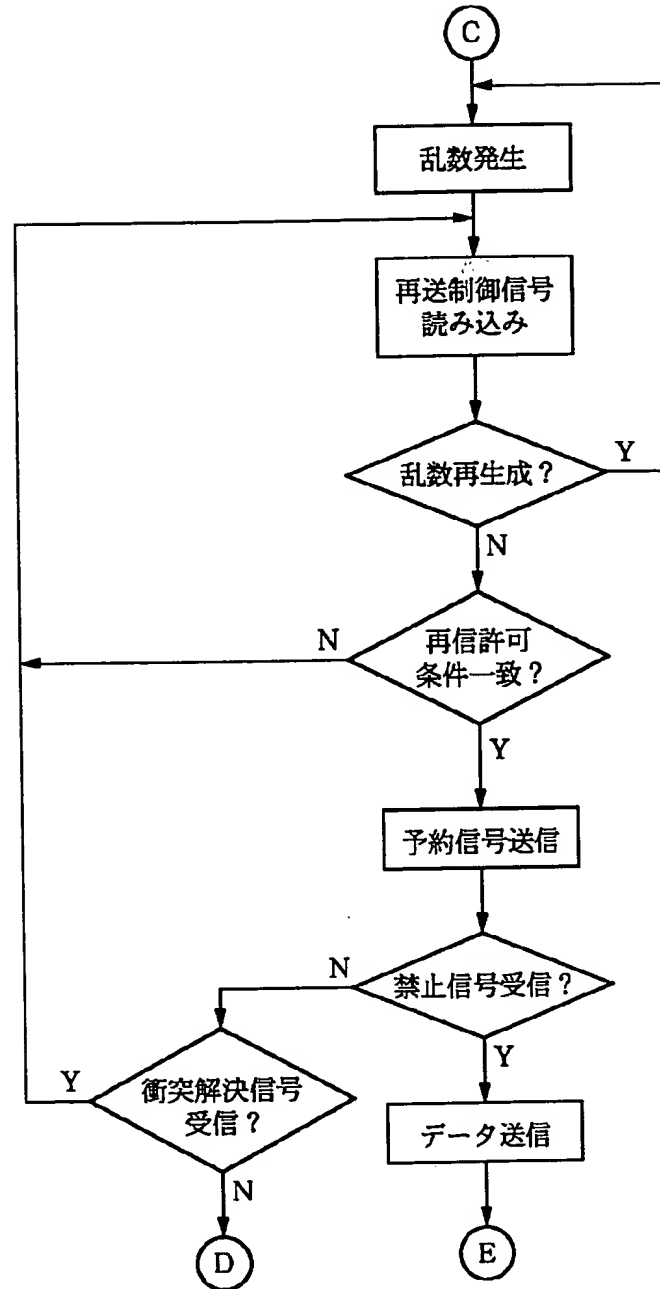 C
乱数発生
再送制御信号
読み込み
乱数再生成?
Y
N
再信許可
条件一致?
N
Y
予約信号送信
禁止信号受信?
N
Y
衝突解決信号
受信?
Y
N
データ送信
D
E